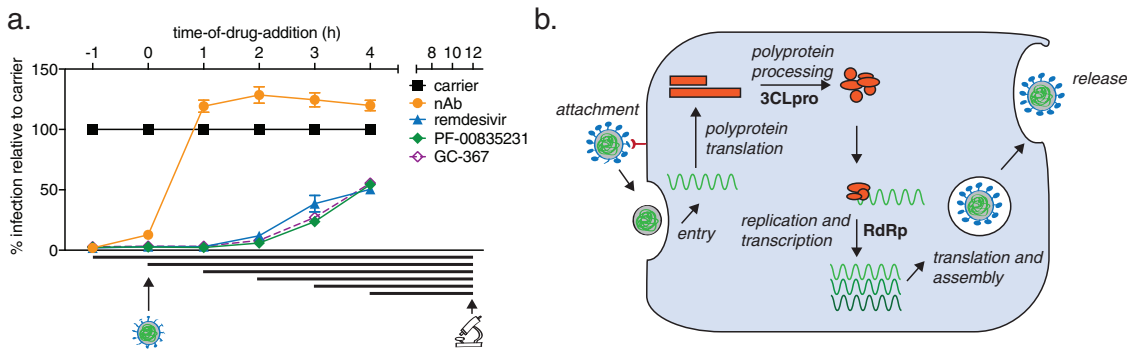 a.
time-of-drug-addition (h)
-1 0 1 2 3 4 8 10 12
150
100
50
0
% infection relative to carrier
carrier
nAb
remdesivir
PF-00835231
GC-367
b.
polyprotein
processing
3CLpro
release
attachment
polyprotein
translation
entry
replication and
transcription
RdRp
translation and
assembly